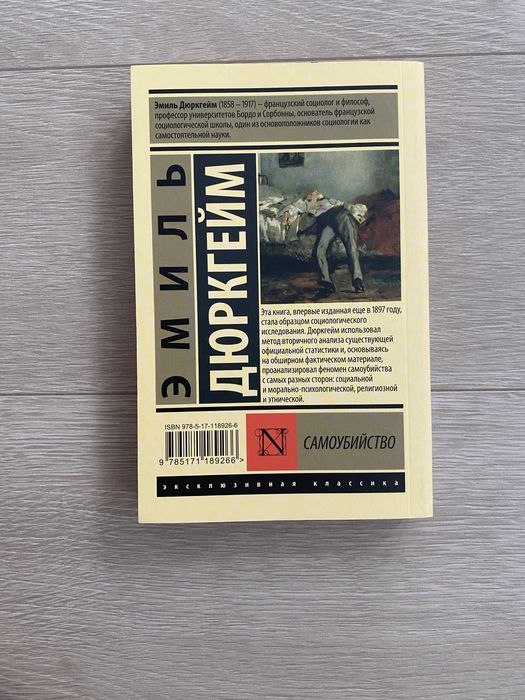 Эмиль Дюркгейм (1858 – 1917) – французский социолог и философ,
профессор университетов Бордо и Сорбонны, основатель французской
социологической школы, один из основоположников социологии как
самостоятельной науки.
ЭМИЛЬ
ДЮРКГЕЙМ
Эта книга, впервые изданная еще в 1897 году,
стала образцом социологического
исследования. Дюркгейм использовал
метод вторичного анализа существующей
официальной статистики и, основываясь
на обширном фактическом материале,
проанализировал феномен самоубийства
с самых разных сторон: социальной
и морально-психологической, религиозной
и этнической.
ISBN 978-5-17-118926-6
9 785171 189266 >
N
САМОУБИЙСТВО
ЭКСКЛЮЗИВНАЯ КЛАССИКА